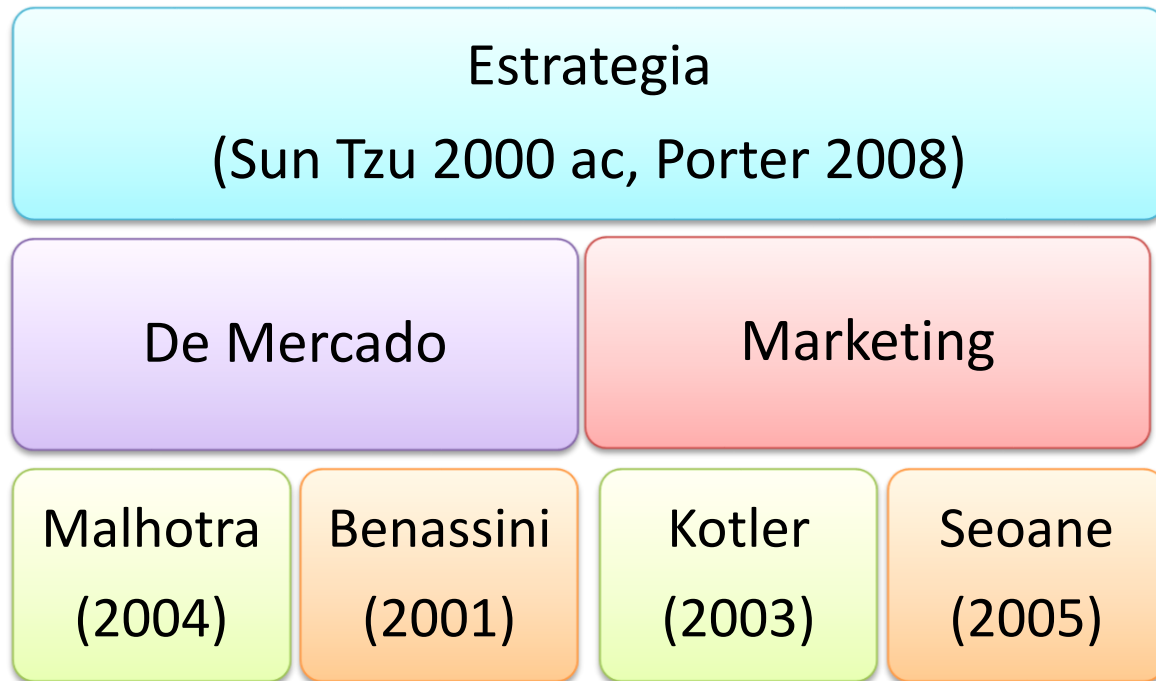 Estrategia
(Sun Tzu 2000 ac, Porter 2008)
De Mercado
Marketing
Malhotra
(2004)
Benassini
(2001)
Kotler
(2003)
Seoane
(2005)